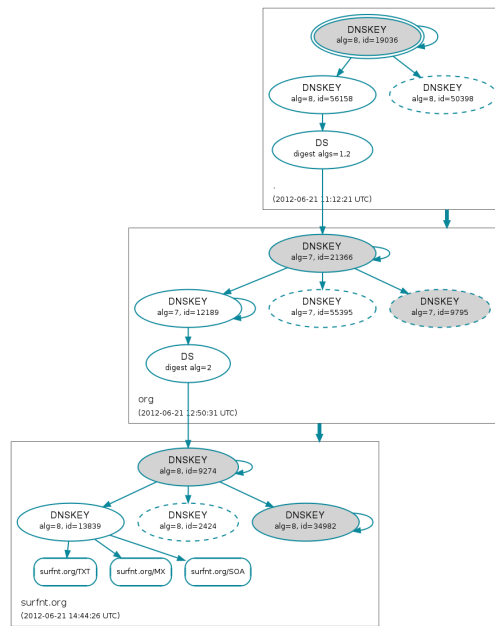 DNSKEY
alg=8, id=19036
DNSKEY
alg=8, id=56158
DNSKEY
alg=8, id=50398
DS
digest algs=1,2
.
(2012-06-21 11:12:21 UTC)
DNSKEY
alg=7, id=21366
DNSKEY
alg=7, id=12189
DNSKEY
alg=7, id=55395
DNSKEY
alg=7, id=9795
DS
digest alg=2
org
(2012-06-21 12:50:31 UTC)
DNSKEY
alg=8, id=9274
DNSKEY
alg=8, id=13839
DNSKEY
alg=8, id=2424
DNSKEY
alg=8, id=34982
surfnt.org/TXT
surfnt.org/MX
surfnt.org/SOA
surfnt.org
(2012-06-21 14:44:26 UTC)